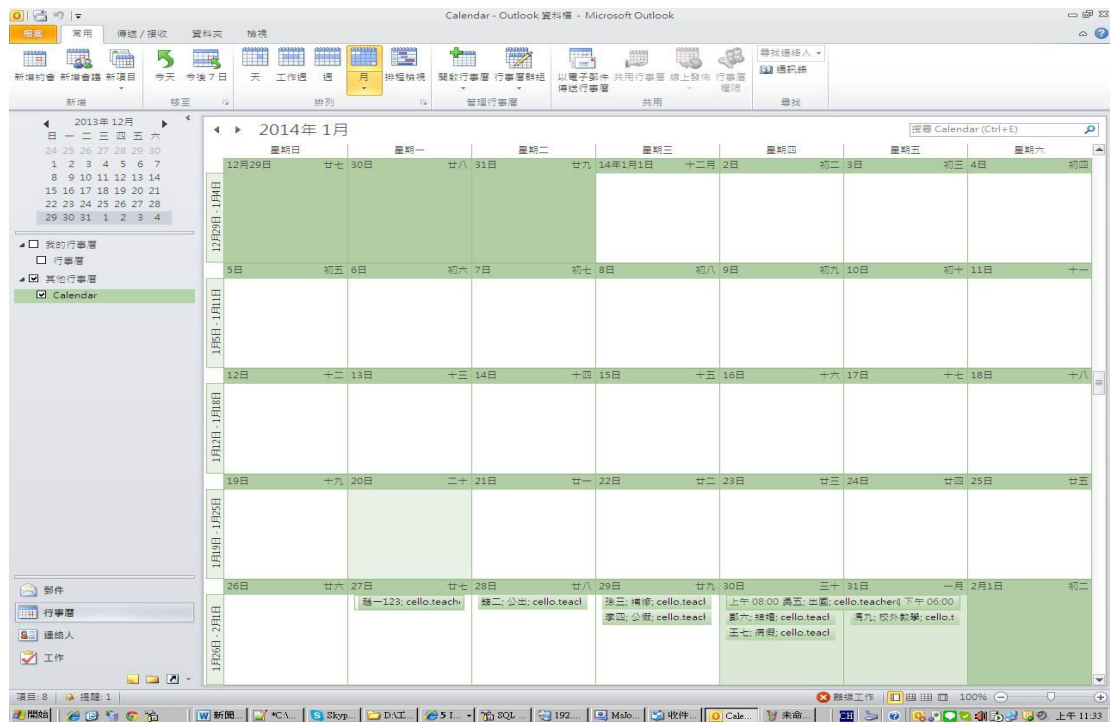 Calendar - Outlook 資料檔 - Microsoft Outlook
檔案 常用 傳送/接收 資料夾 檢視
新增約會 新增會議 新項目 今天 今後7日 天 工作週 週 月 排程檢視 開啟行事曆 行事曆群組 以電子郵件傳送行事曆 共用行事曆 線上發佈 行事曆權限 尋找連絡人 通訊錄
新增 移至 排列 管理行事曆 共用 尋找
2013年12月
日 一 二 三 四 五 六
24 25 26 27 28 29 30
1 2 3 4 5 6 7
8 9 10 11 12 13 14
15 16 17 18 19 20 21
22 23 24 25 26 27 28
29 30 31 1 2 3 4
我的行事曆
行事曆
其他行事曆
Calendar
郵件
行事曆
連絡人
工作
2014年 1月
搜尋 Calendar (Ctrl+E)
星期日 星期一 星期二 星期三 星期四 星期五 星期六
12月29日 廿七 30日 廿八 31日 廿九 14年1月1日 十二月 2日 初二 3日 初三 4日 初四
12月29日 - 1月4日
5日 初五 6日 初六 7日 初七 8日 初八 9日 初九 10日 初十 11日 十一
1月5日 - 1月11日
12日 十二 13日 十三 14日 十四 15日 十五 16日 十六 17日 十七 18日 十八
1月12日 - 1月18日
19日 十九 20日 二十 21日 廿一 22日 廿二 23日 廿三 24日 廿四 25日 廿五
1月19日 - 1月25日
26日 廿六 27日 廿七 28日 廿八 29日 廿九 30日 三十 31日 一月 2月1日 初二
1月26日 - 2月1日
趙一123; cello.teach 錢二; 公出; cello.teacl 孫三; 補修; cello.teacl 上午 08:00 吳五; 出國; cello.teacher( 下午 06:00
李四; 公假; cello.teacl 鄭六; 結婚; cello.teacl 馮九; 校外教學; cello.t
王七; 病假; cello.teacl
項目: 8 提醒: 1 離線工作 100%
開始 新聞... *C:\... Skyp... D:\T... 5 I... SQL ... 192.... MsJo... 收件... Cale... 未命... CH 上午 11:33